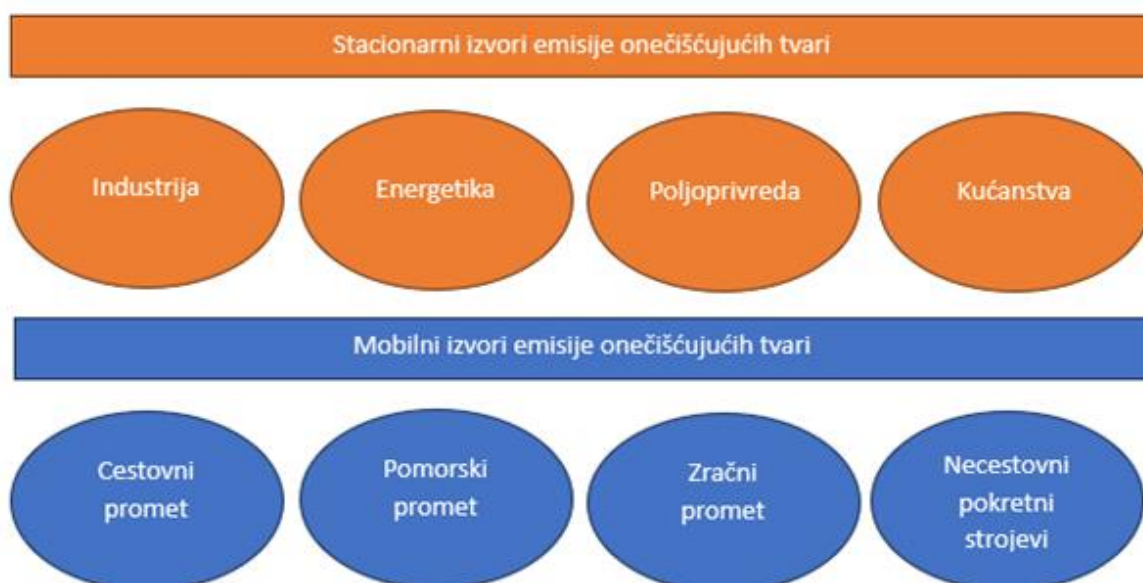 Stacionarni izvori emisije onečišćujućih tvari
Industrija
Energetika
Poljoprivreda
Kućanstva
Mobilni izvori emisije onečišćujućih tvari
Cestovni
promet
Pomorski
promet
Zračni
promet
Necestovni
pokretni
strojevi